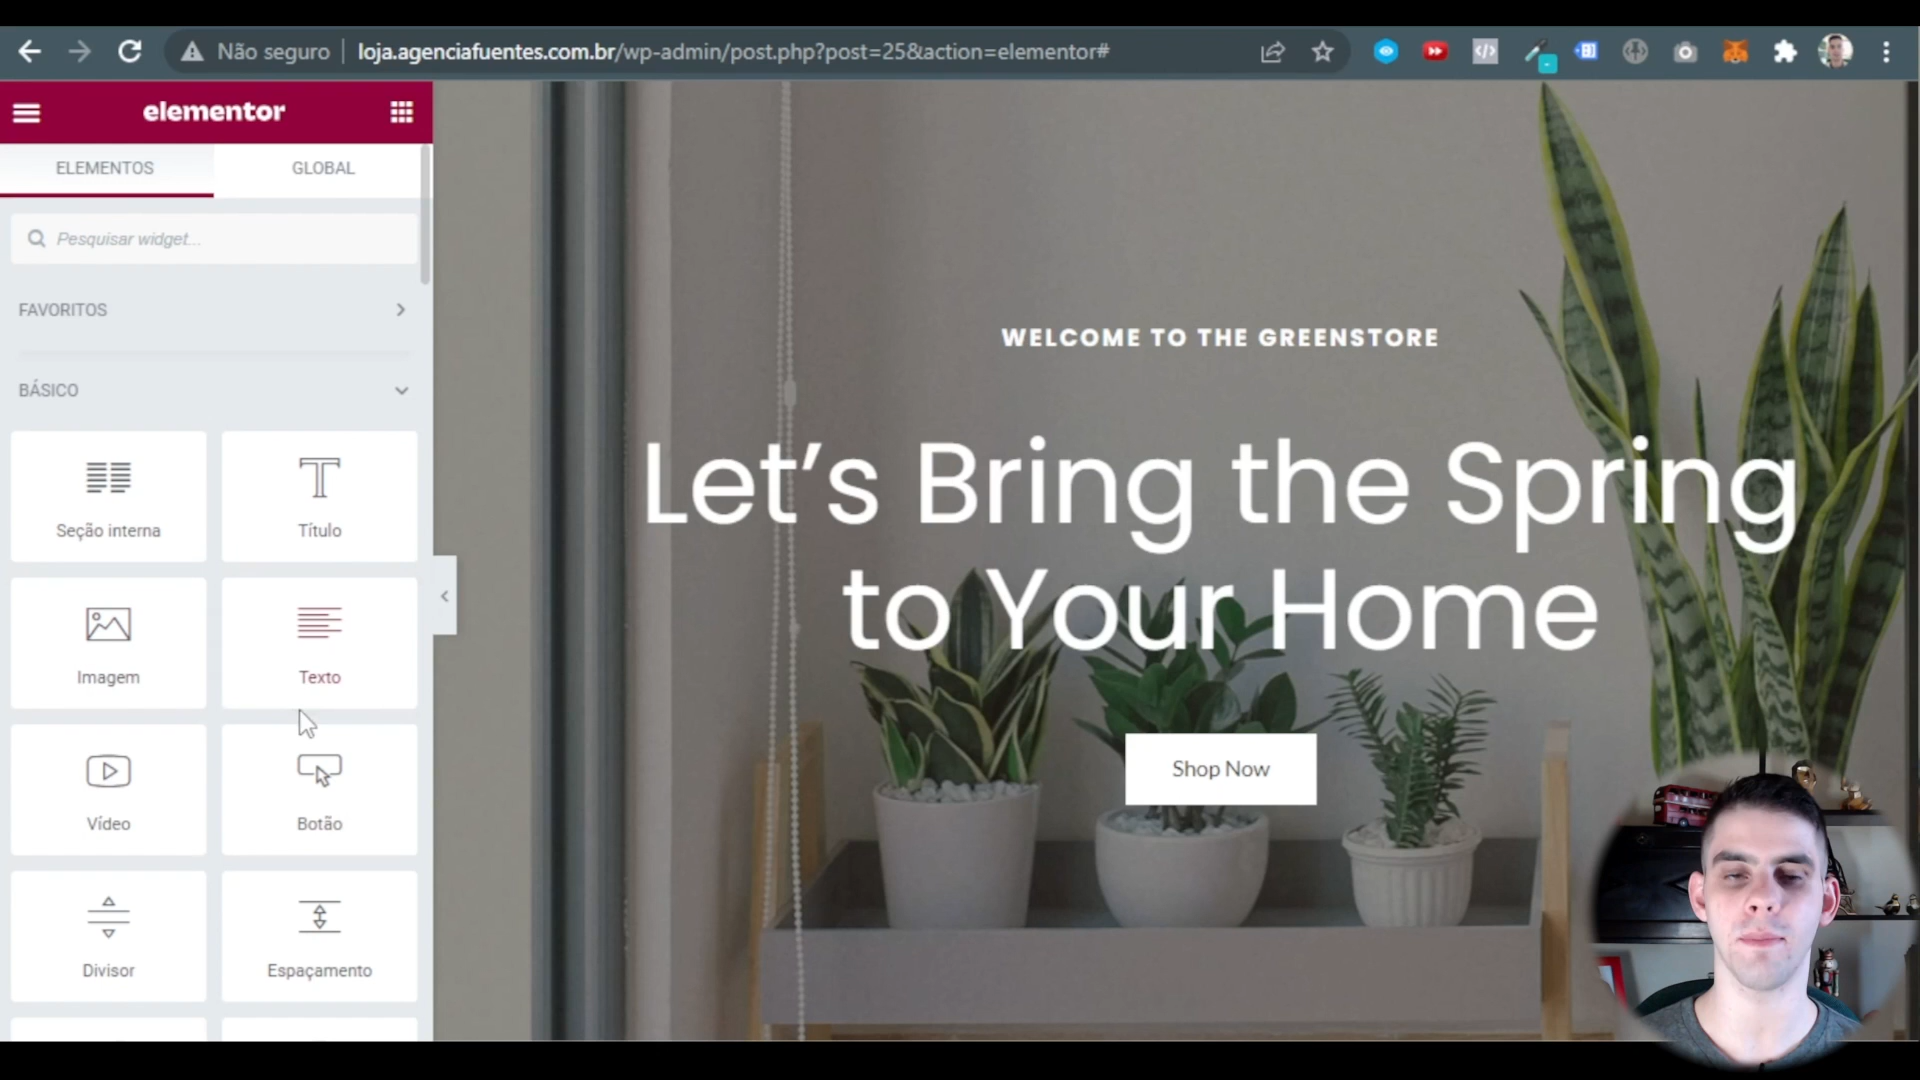 Não seguro
loja.agenciafuentes.com.br/wp-admin/post.php?post=25&action=elementor#
elementor
ELEMENTOS
GLOBAL
Pesquisar widget...
FAVORITOS
BÁSICO
Seção interna
Título
Imagem
Texto
Vídeo
Botão
Divisor
Espaçamento
WELCOME TO THE GREENSTORE
Let's Bring the Spring
to Your Home
Shop Now